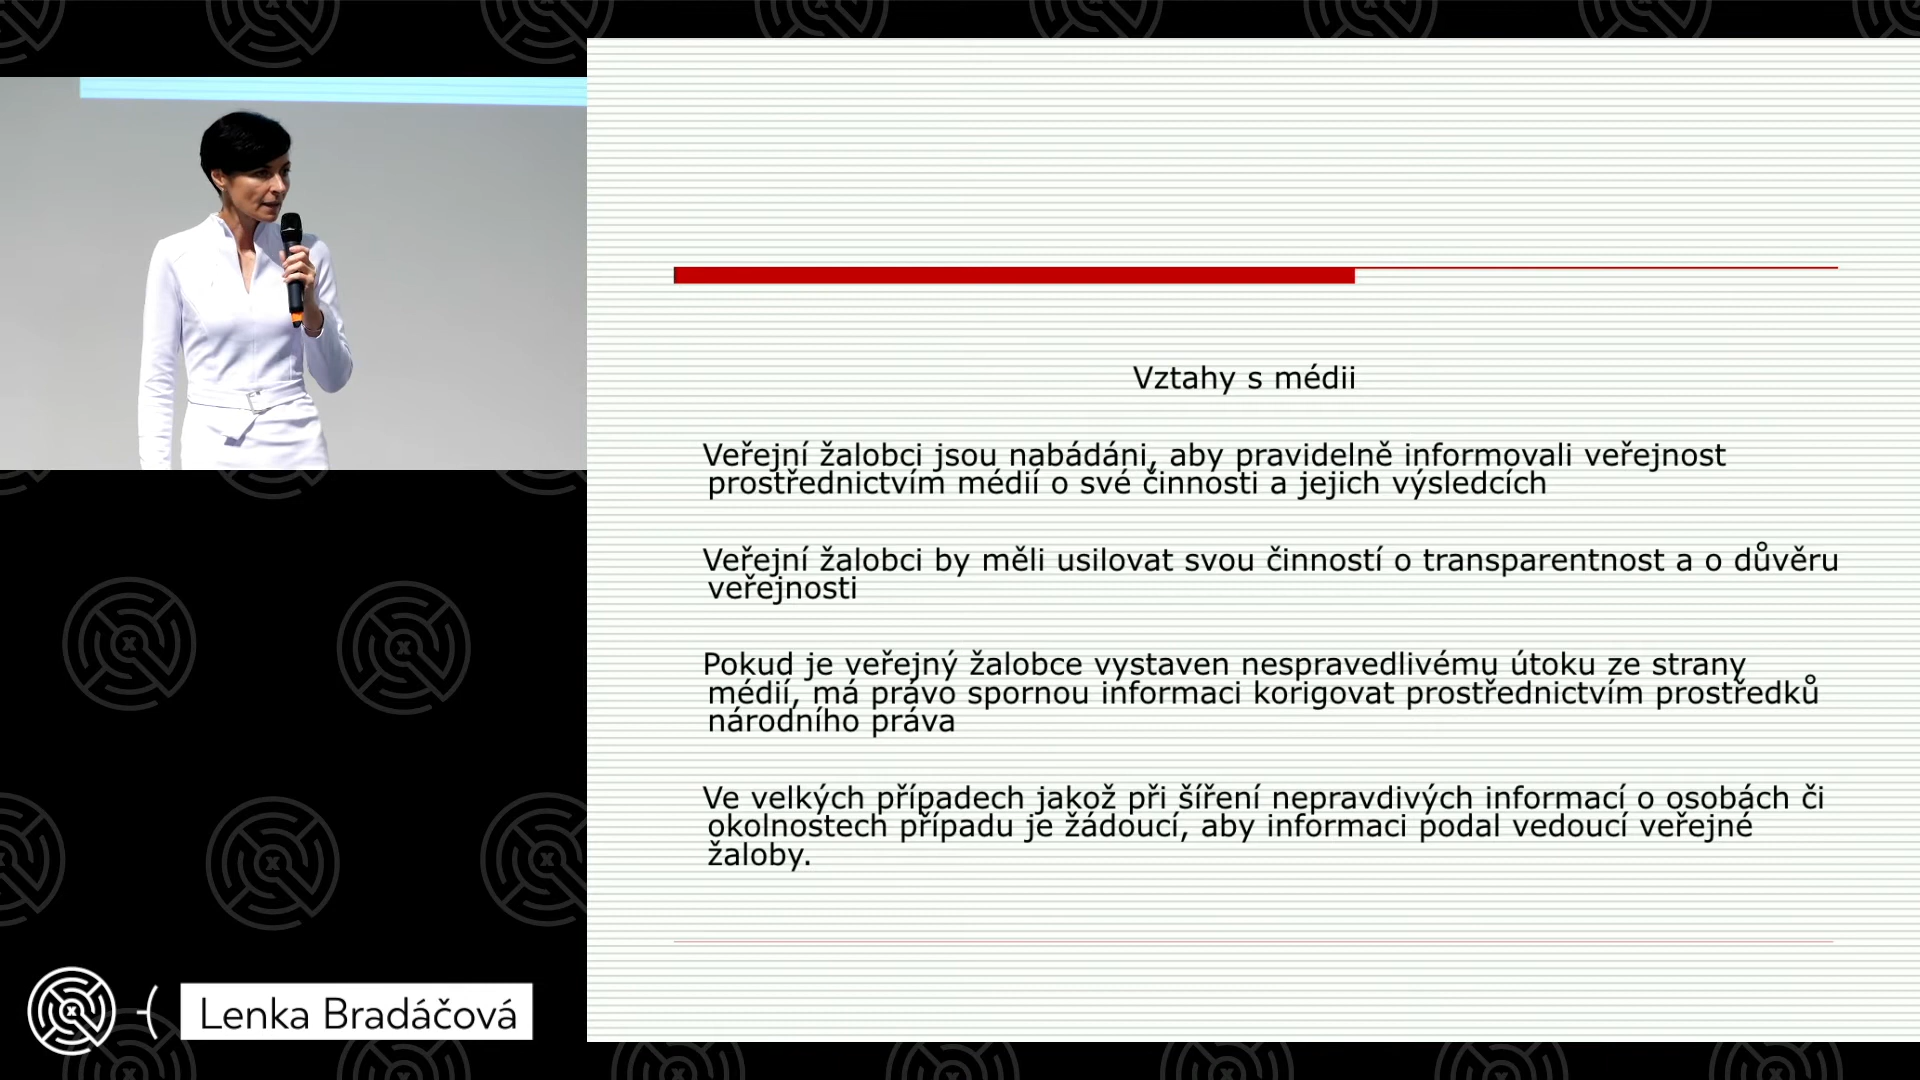 Vztahy s médii
Veřejní žalobci jsou nabádáni, aby pravidelně informovali veřejnost
prostřednictvím médií o své činnosti a jejich výsledcích
Veřejní žalobci by měli usilovat svou činností o transparentnost a o důvěru
veřejnosti
Pokud je veřejný žalobce vystaven nespravedlivému útoku ze strany
médií, má právo spornou informaci korigovat prostřednictvím prostředků
národního práva
Ve velkých případech jakož při šíření nepravdivých informací o osobách či
okolnostech případu je žádoucí, aby informaci podal vedoucí veřejné
žaloby.
Lenka Bradáčová